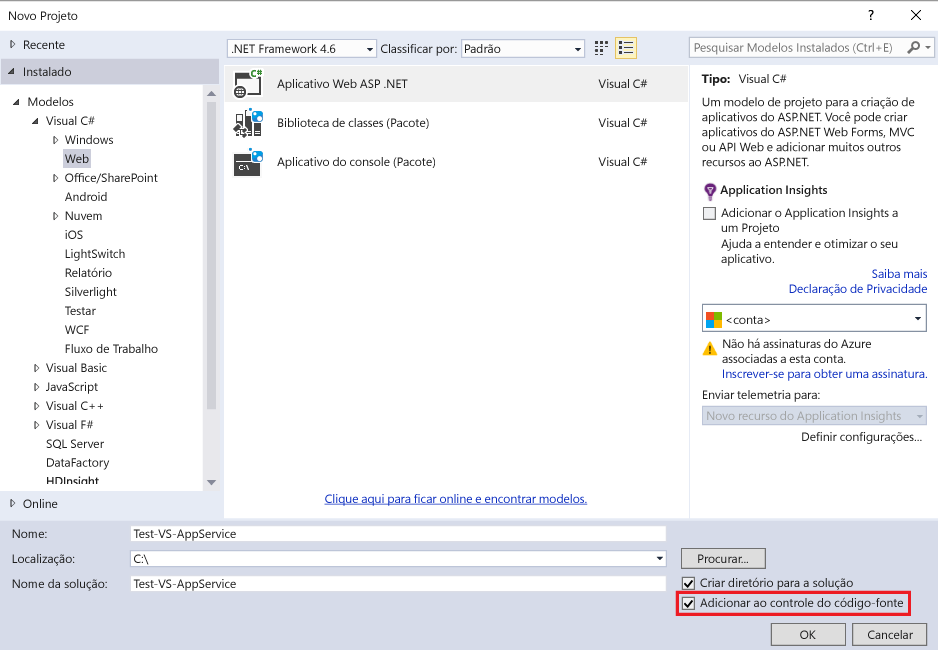 Novo Projeto
Recente
.NET Framework 4.6
Classificar por:
Padrão
Pesquisar Modelos Instalados (Ctrl+E)
Instalado
Modelos
Visual C#
Windows
Web
Office/SharePoint
Android
Nuvem
iOS
LightSwitch
Relatório
Silverlight
Testar
WCF
Fluxo de Trabalho
Visual Basic
JavaScript
Visual C++
Visual F#
SQL Server
DataFactory
HDInsight
Online
Aplicativo Web ASP .NET
Visual C#
Biblioteca de classes (Pacote)
Visual C#
Aplicativo do console (Pacote)
Visual C#
Clique aqui para ficar online e encontrar modelos.
Tipo: Visual C#
Um modelo de projeto para a criação de
aplicativos do ASP.NET. Você pode criar
aplicativos do ASP.NET Web Forms, MVC
ou API Web e adicionar muitos outros
recursos ao ASP.NET.
Application Insights
Adicionar o Application Insights a
um Projeto
Ajuda a entender e otimizar o seu
aplicativo.
Saiba mais
Declaração de Privacidade
<conta>
Não há assinaturas do Azure
associadas a esta conta.
Inscrever-se para obter uma assinatura.
Enviar telemetria para:
Novo recurso do Application Insights
Definir configurações...
Nome:
Test-VS-AppService
Localização:
C:\
Procurar...
Nome da solução:
Test-VS-AppService
Criar diretório para a solução
Adicionar ao controle do código-fonte
OK
Cancelar